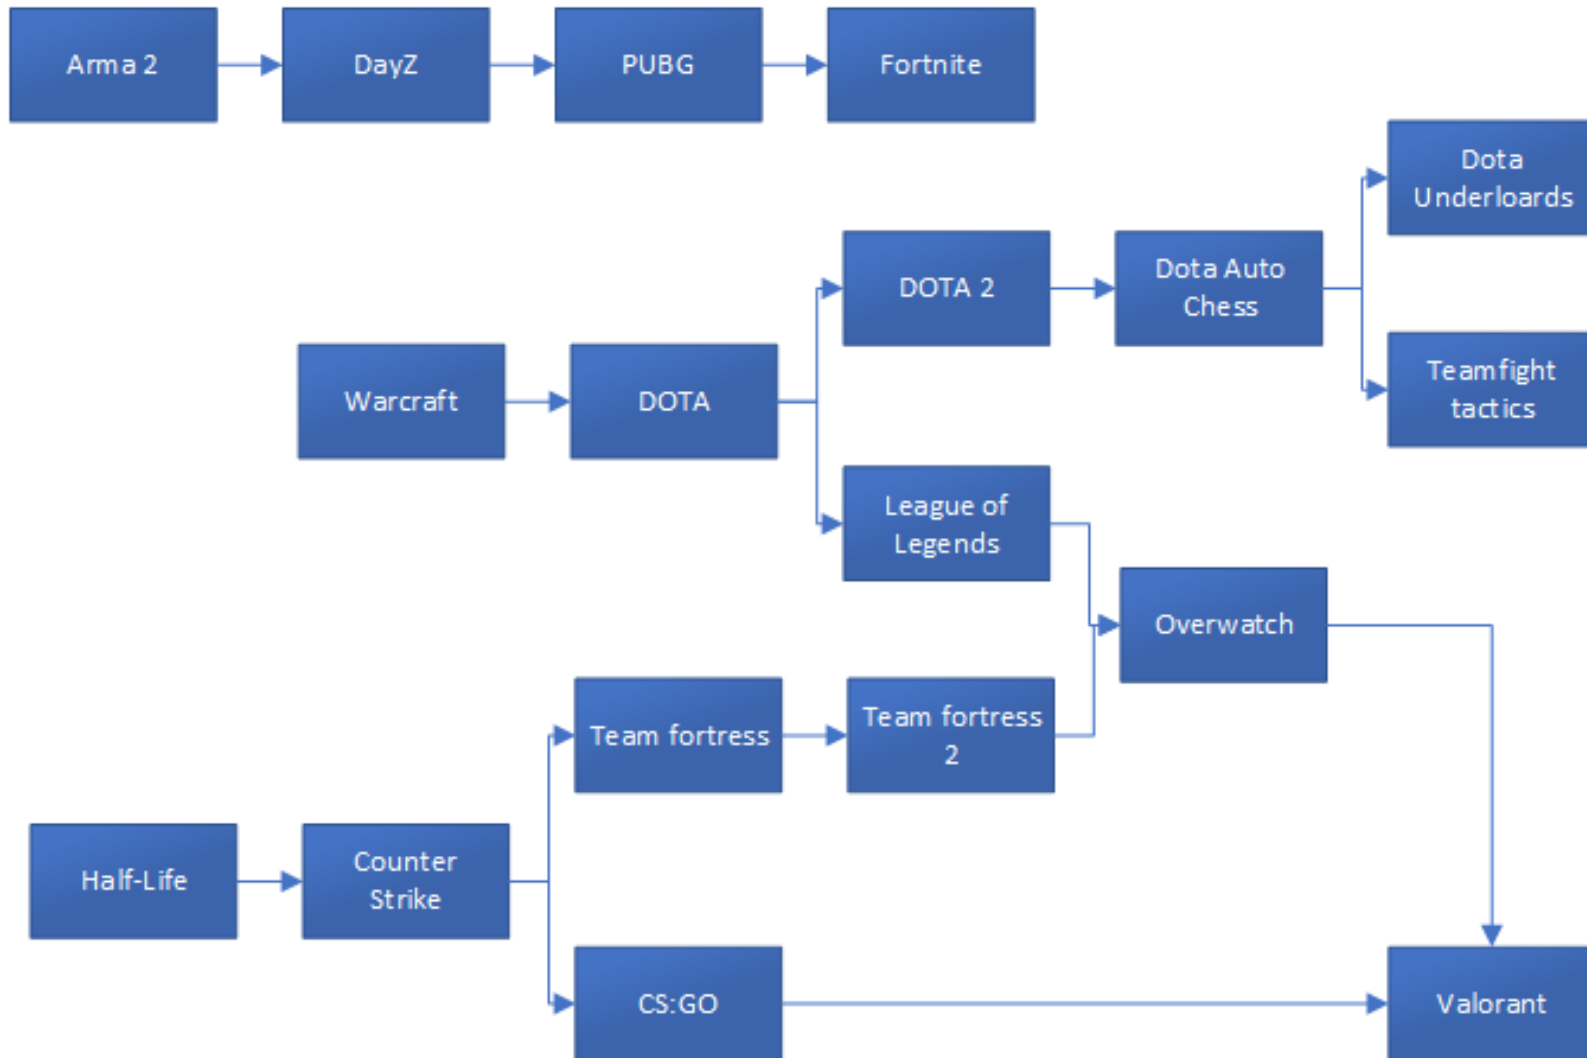 Arma 2
DayZ
PUBG
Fortnite
Dota
Underloards
DOTA 2
Dota Auto
Chess
Warcraft
DOTA
Teamfight
tactics
League of
Legends
Overwatch
Team fortress
Team fortress
2
Half-Life
Counter
Strike
CS:GO
Valorant